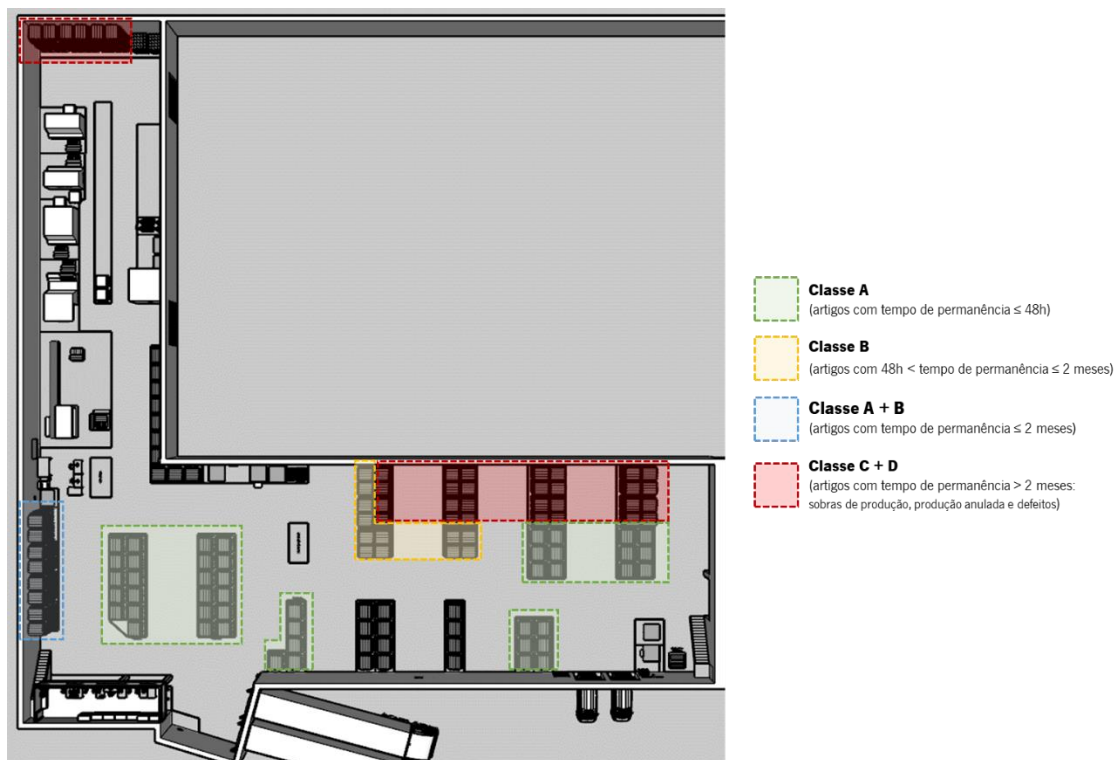 Classe A
(artigos com tempo de permanência ≤ 48h)
Classe B
(artigos com 48h < tempo de permanência ≤ 2 meses)
Classe A + B
(artigos com tempo de permanência ≤ 2 meses)
Classe C + D
(artigos com tempo de permanência > 2 meses:
sobras de produção, produção anulada e defeitos)